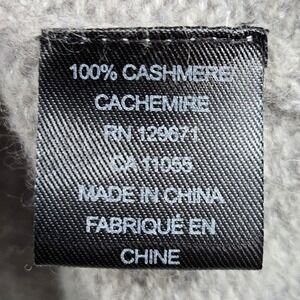 100% CASHMERE
CACHEMIRE
RN 129671
CA 11055
MADE IN CHINA
FABRIQUÉ EN
CHINE